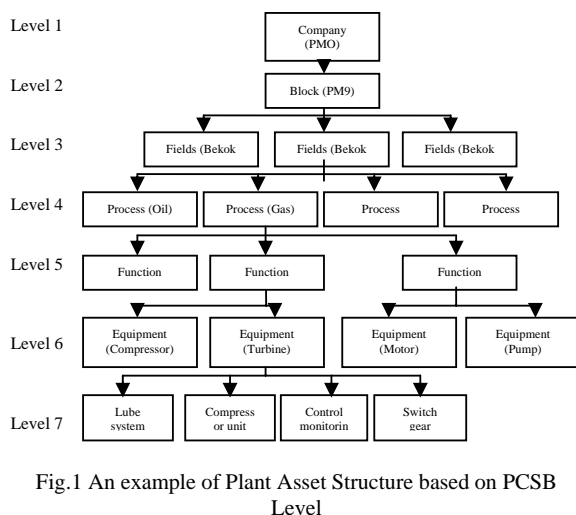 Level 1
Company
(PMO)
Level 2
Block (PM9)
Level 3
Fields (Bekok
Fields (Bekok
Fields (Bekok
Level 4
Process (Oil)
Process (Gas)
Process
Process
Level 5
Function
Function
Function
Level 6
Equipment
(Compressor)
Equipment
(Turbine)
Equipment
(Motor)
Equipment
(Pump)
Level 7
Lube
system
Compress
or unit
Control
monitorin
Switch
gear
Fig.1 An example of Plant Asset Structure based on PCSB
Level